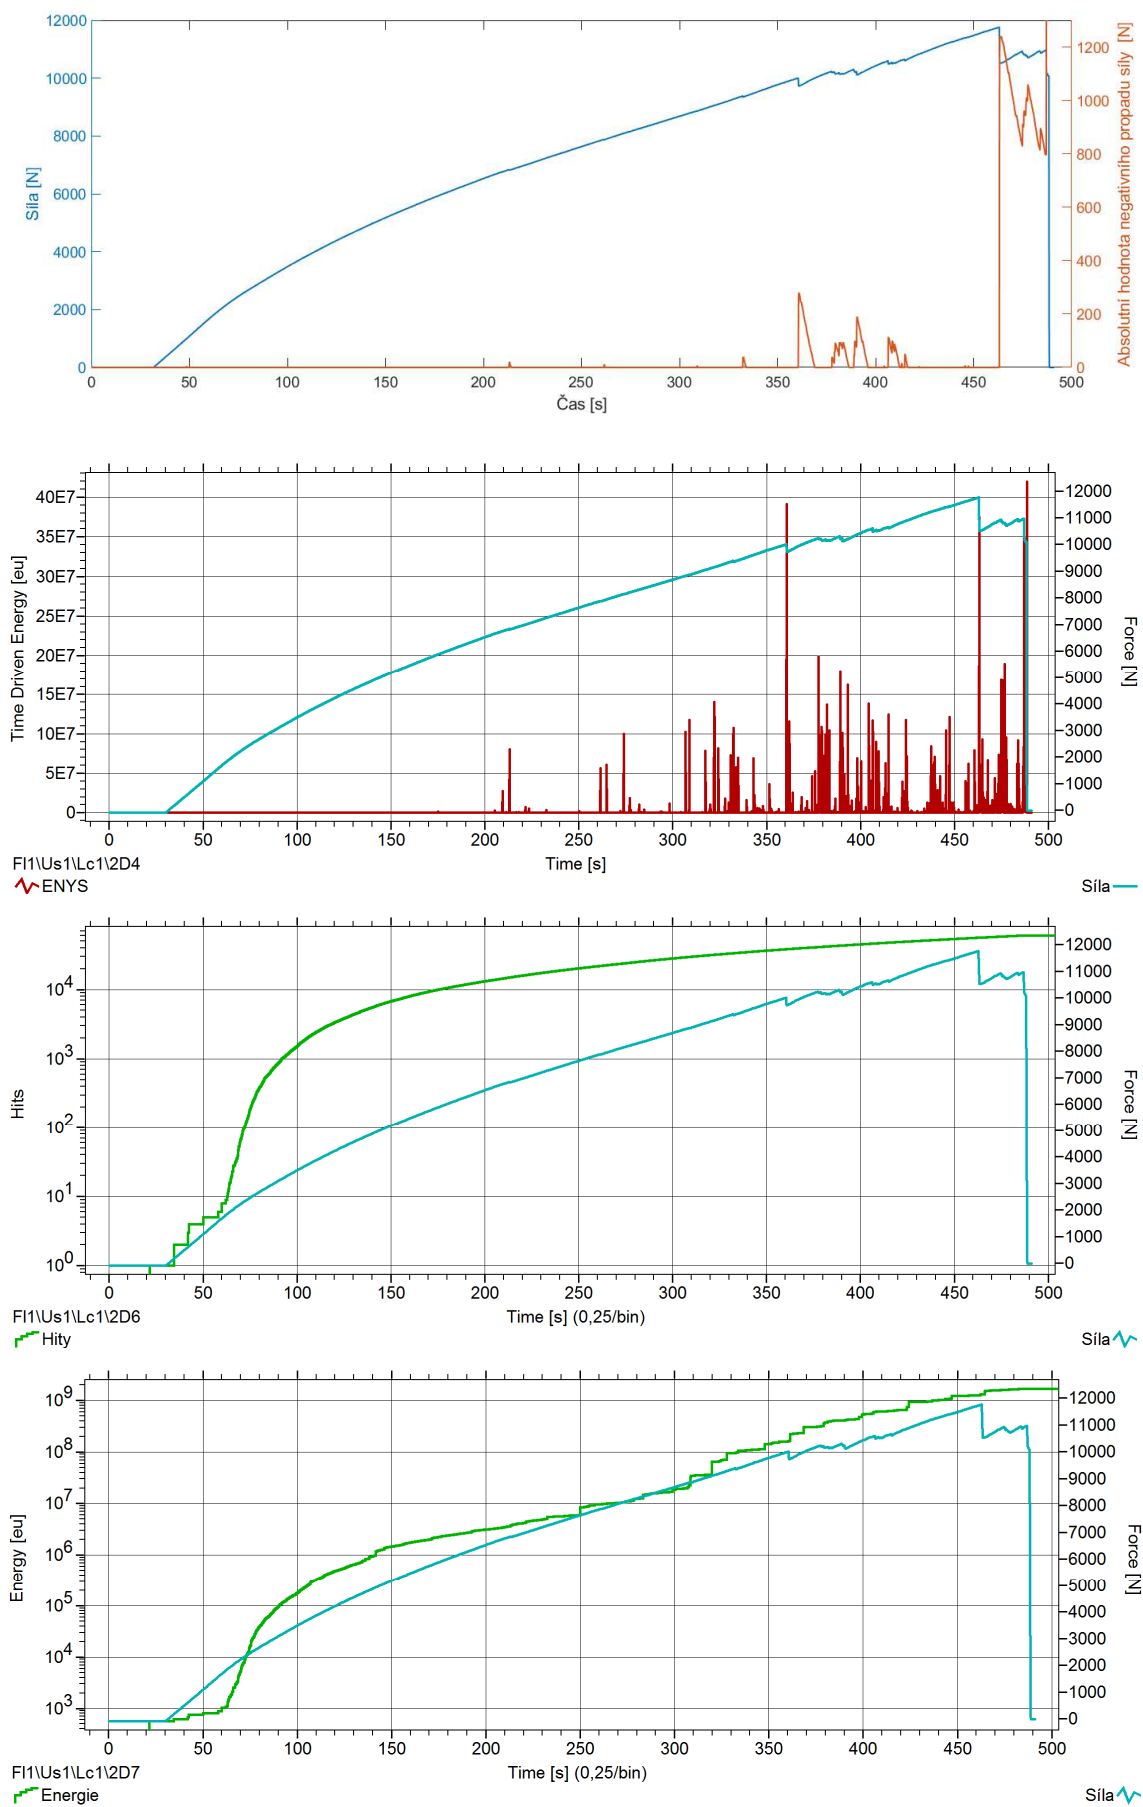 12000
10000
8000
6000
4000
2000
0
Síla [N]
1200
1000
800
600
400
200
0
Absolutní hodnota negativního propadu síly [N]
0 50 100 150 200 250 300 350 400 450 500
Čas [s]
40E7
35E7
30E7
25E7
20E7
15E7
10E7
5E7
0
Time Driven Energy [eu]
12000
11000
10000
9000
8000
7000
6000
5000
4000
3000
2000
1000
0
Force [N]
0 50 100 150 200 250 300 350 400 450 500
Fl1\Us1\Lc1\2D4 Time [s]
ENYS Síla
10^4
10^3
10^2
10^1
10^0
Hits
12000
11000
10000
9000
8000
7000
6000
5000
4000
3000
2000
1000
0
Force [N]
0 50 100 150 200 250 300 350 400 450 500
Fl1\Us1\Lc1\2D6 Time [s] (0,25/bin)
Hity Síla
10^9
10^8
10^7
10^6
10^5
10^4
10^3
Energy [eu]
12000
11000
10000
9000
8000
7000
6000
5000
4000
3000
2000
1000
0
Force [N]
0 50 100 150 200 250 300 350 400 450 500
Fl1\Us1\Lc1\2D7 Time [s] (0,25/bin)
Energie Síla